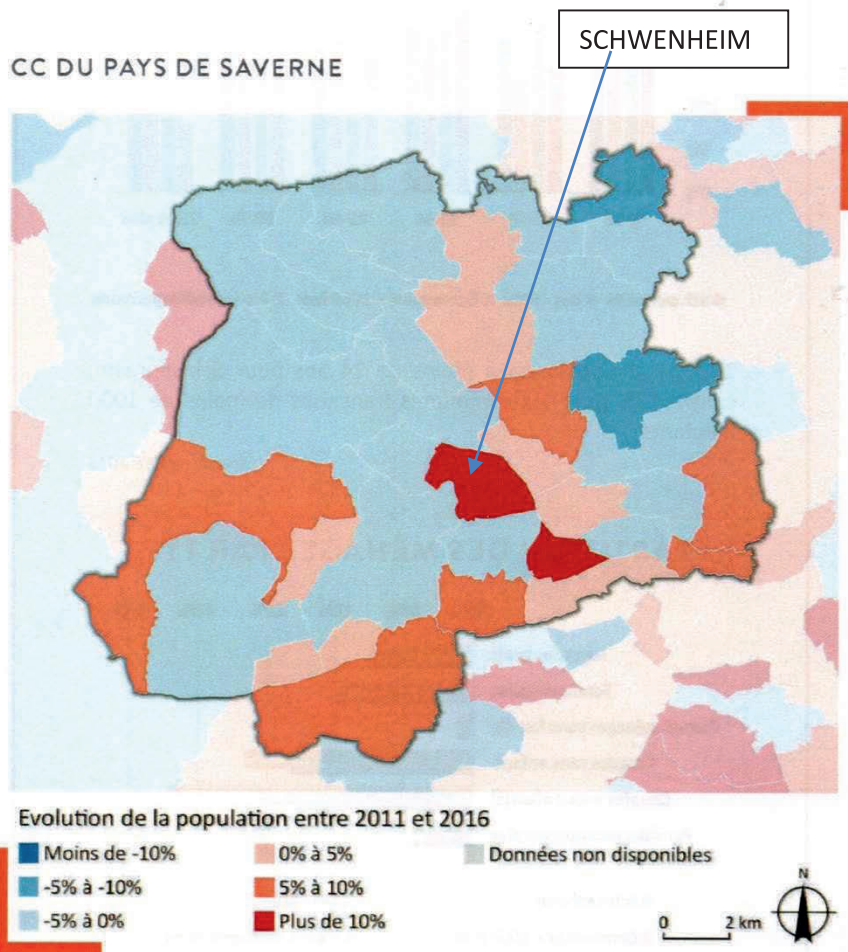 SCHWENHEIM
CC DU PAYS DE SAVERNE
Evolution de la population entre 2011 et 2016
Moins de -10%
-5% à -10%
-5% à 0%
0% à 5%
5% à 10%
Plus de 10%
Données non disponibles
N
0 2 km